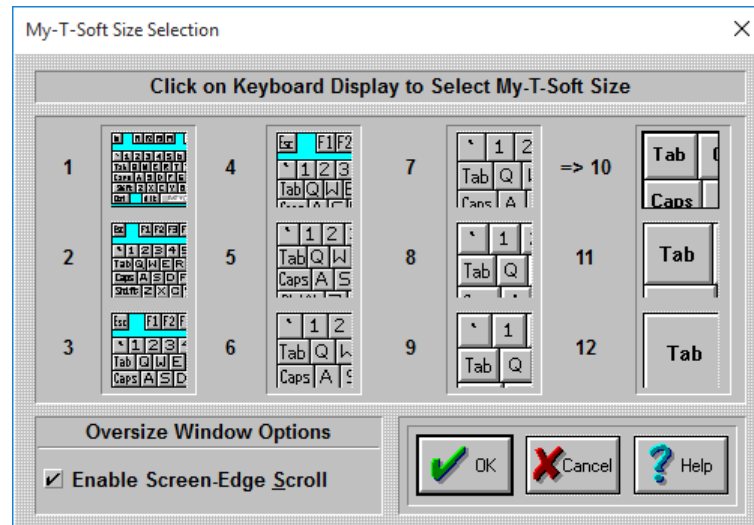 My-T-Soft Size Selection
Click on Keyboard Display to Select My-T-Soft Size
1
Caps A S D F G
Shift Z X C V B
4
Esc F1 F2
` 1 2 3
Tab Q W E
7
` 1 2
Tab Q
Caps A
=> 10
Tab
Caps
2
Esc F1 F2 F3 F
` 1 2 3 4 5
Tab Q W E R
Caps A S D F
Shift Z X C
5
` 1 2
Tab Q W
Caps A S
8
` 1
Tab Q
11
Tab
3
Esc F1 F2 F
` 1 2 3 4
Tab Q W E
Caps A S D
6
` 1 2
Tab Q
Caps A S
9
` 1
Tab Q
12
Tab
Oversize Window Options
Enable Screen-Edge Scroll
OK
Cancel
Help